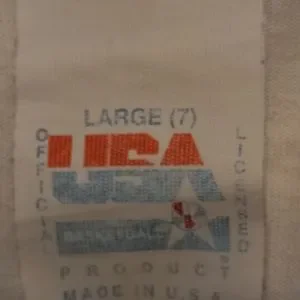 LARGE (7)
OFFICIAL
USA
BASKETBALL
LICENSED
PRODUCT
MADE IN U.S.A.